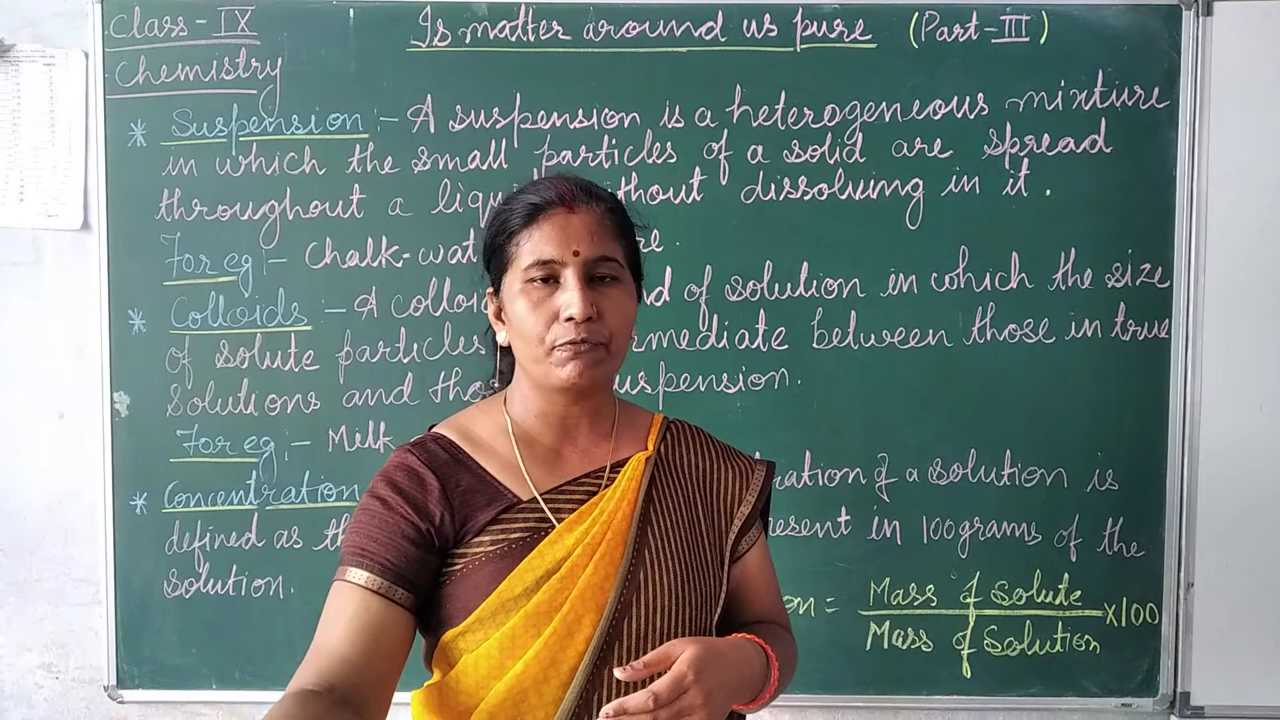 Class-IX Is matter around us pure (Part-III)
Chemistry
* Suspension :- A suspension is a heterogeneous mixture
in which the small particles of a solid are spread
throughout a liqu thout dissolving in it.
For eg :- Chalk-wat re.
* Colloids :- A colloi nd of solution in which the size
of solute particles rmediate between those in true
solutions and tho uspension.
For eg :- Milk
* Concentration ration of a solution is
defined as th resent in 100grams of the
solution.
on = Mass of solute
Mass of Solution ×100